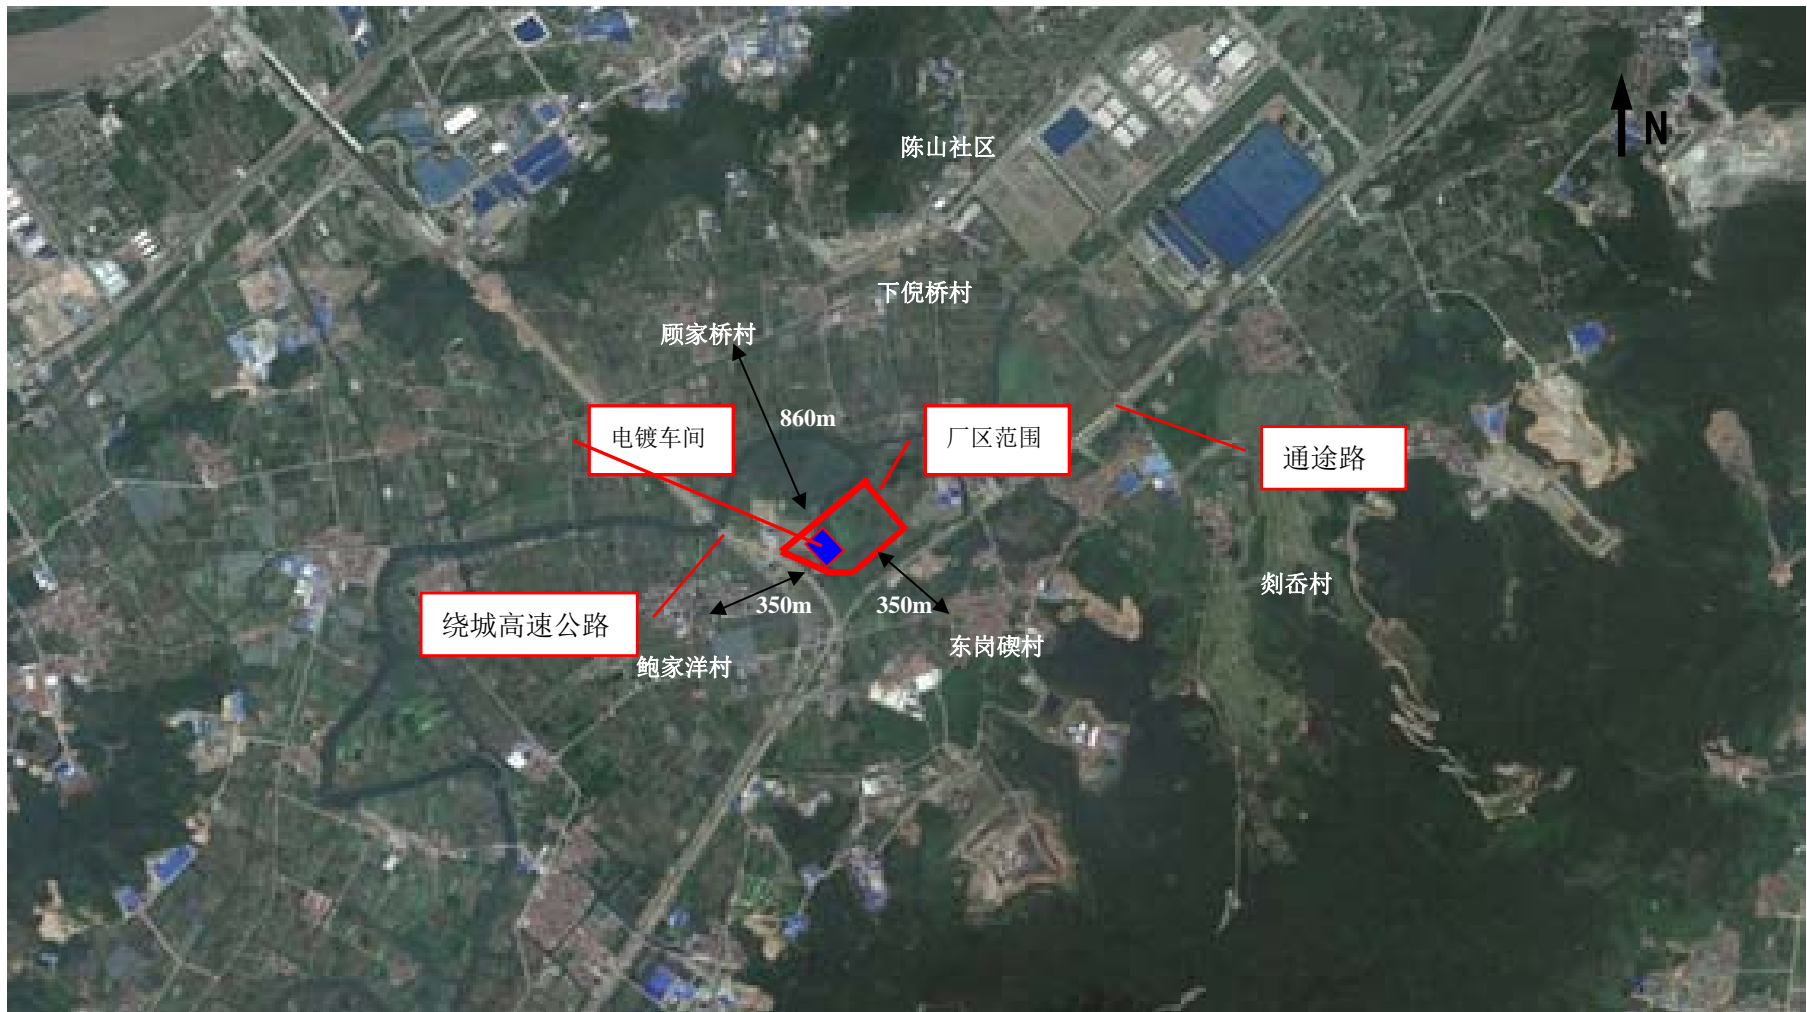 N
陈山社区
下倪桥村
顾家桥村
860m
电镀车间
厂区范围
通途路
剡岙村
350m
350m
绕城高速公路
东岗碶村
鲍家洋村